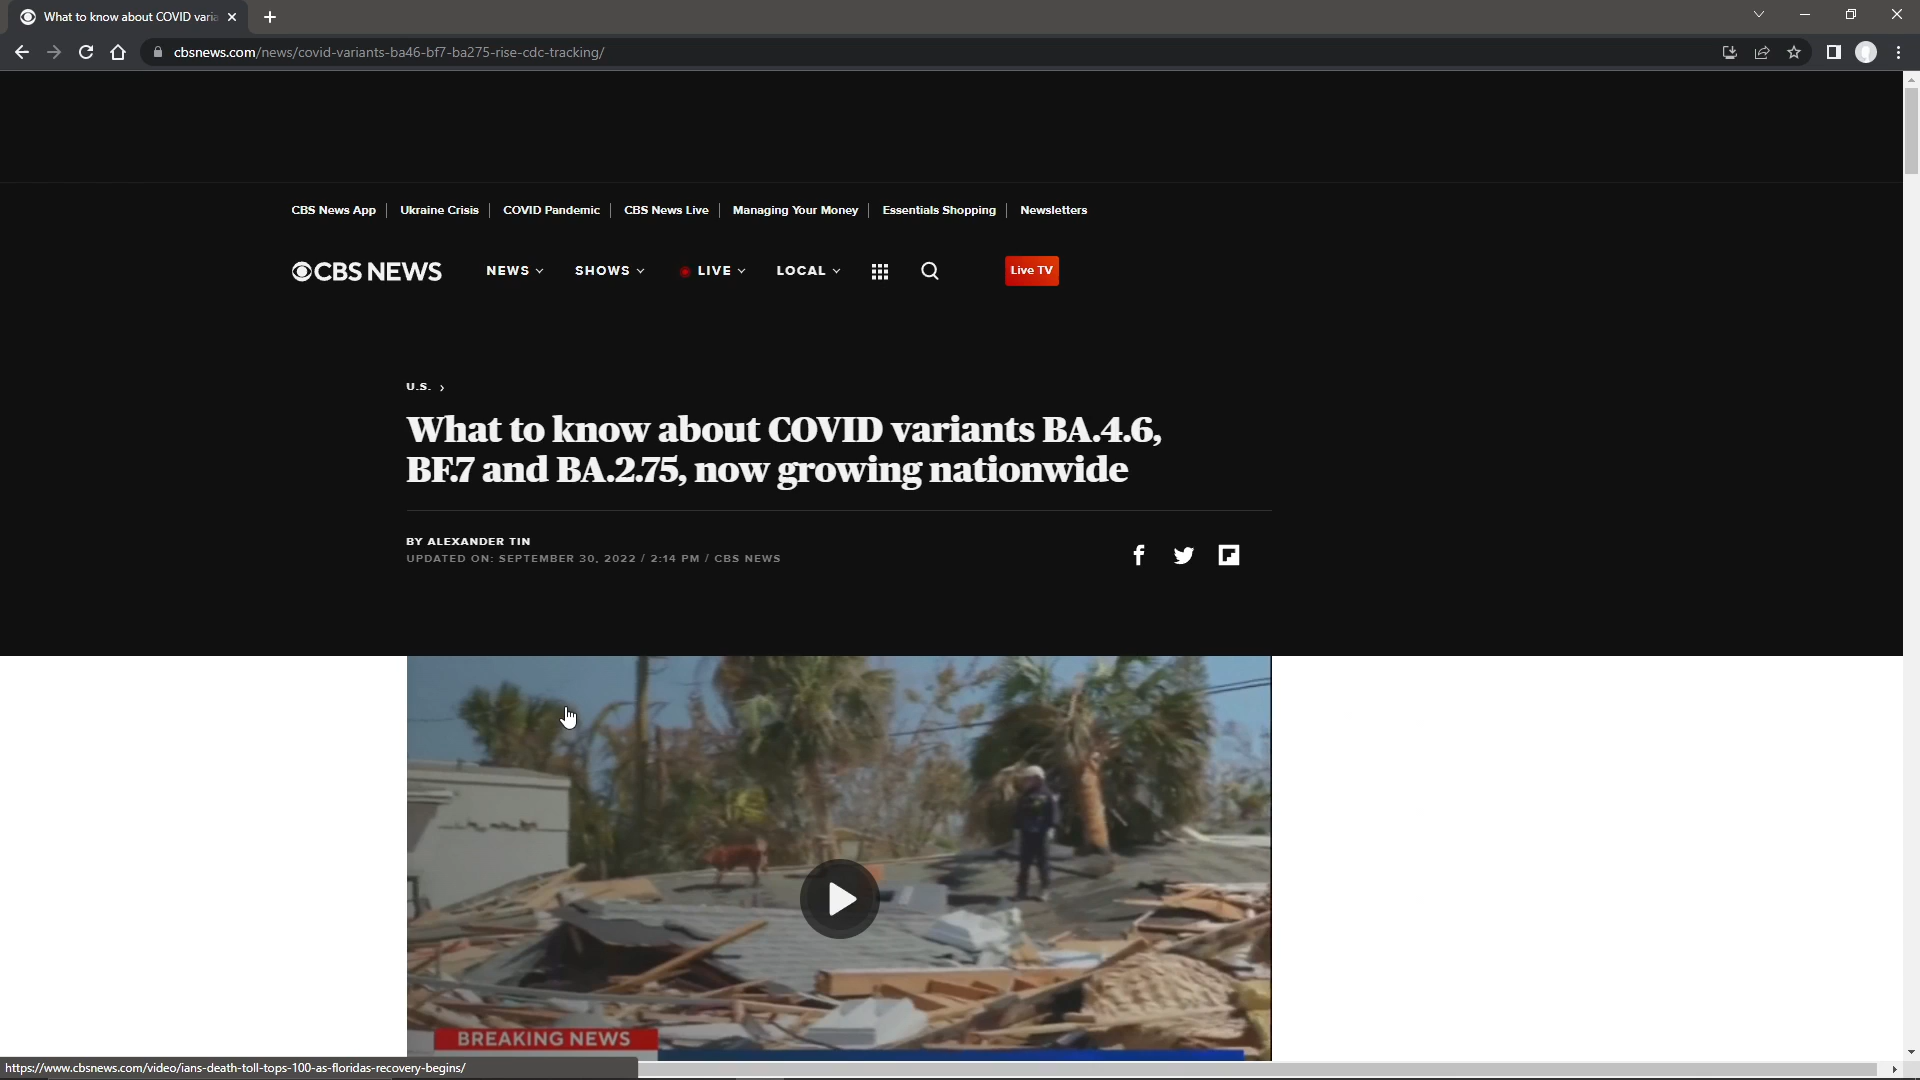 What to know about COVID varia
cbsnews.com/news/covid-variants-ba46-bf7-ba275-rise-cdc-tracking/
CBS News App
Ukraine Crisis
COVID Pandemic
CBS News Live
Managing Your Money
Essentials Shopping
Newsletters
CBS NEWS
NEWS
SHOWS
LIVE
LOCAL
Live TV
U.S.
What to know about COVID variants BA.4.6,
BF.7 and BA.2.75, now growing nationwide
BY ALEXANDER TIN
UPDATED ON: SEPTEMBER 30, 2022 / 2:14 PM / CBS NEWS
BREAKING NEWS
https://www.cbsnews.com/video/ians-death-toll-tops-100-as-floridas-recovery-begins/